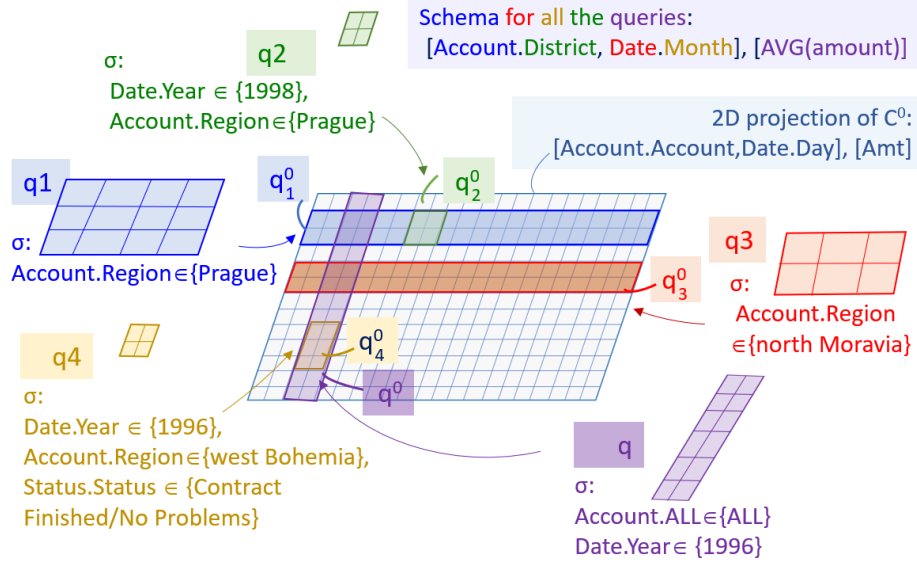 Schema for all the queries:
[Account.District, Date.Month], [AVG(amount)]
q2
σ:
Date.Year ∈ {1998},
Account.Region∈{Prague}
2D projection of C⁰:
[Account.Account,Date.Day], [Amt]
q1
q₁⁰
q₂⁰
σ:
Account.Region∈{Prague}
q3
σ:
Account.Region
∈{north Moravia}
q₃⁰
q4
q₄⁰
q⁰
σ:
Date.Year ∈ {1996},
Account.Region∈{west Bohemia},
Status.Status ∈ {Contract
Finished/No Problems}
q
σ:
Account.ALL∈{ALL}
Date.Year∈ {1996}